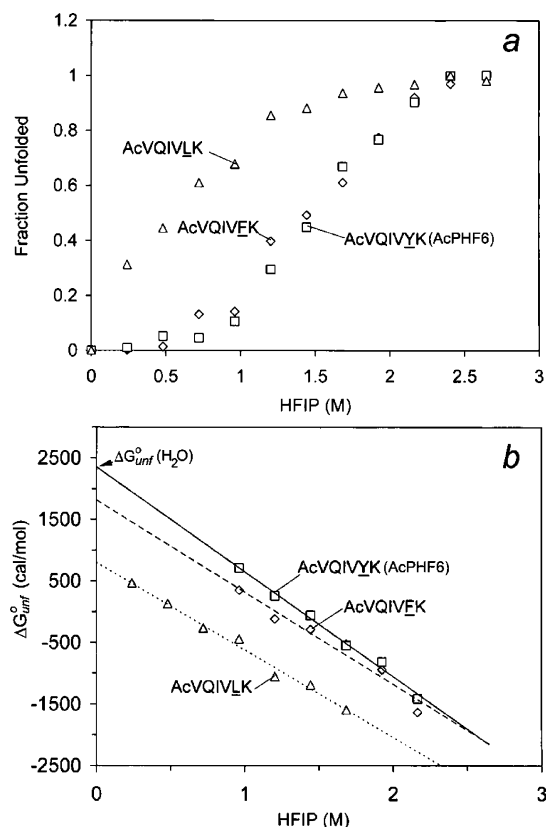 a
1
0.8
0.6
0.4
0.2
0
Fraction Unfolded
AcVQIVLK
AcVQIVFK
AcVQIVYK (AcPHF6)
0 0.5 1 1.5 2 2.5 3
HFIP (M)
b
2500
1500
500
-500
-1500
-2500
ΔG°unf (cal/mol)
ΔG°unf (H2O)
AcVQIVYK (AcPHF6)
AcVQIVFK
AcVQIVLK
0 1 2 3
HFIP (M)